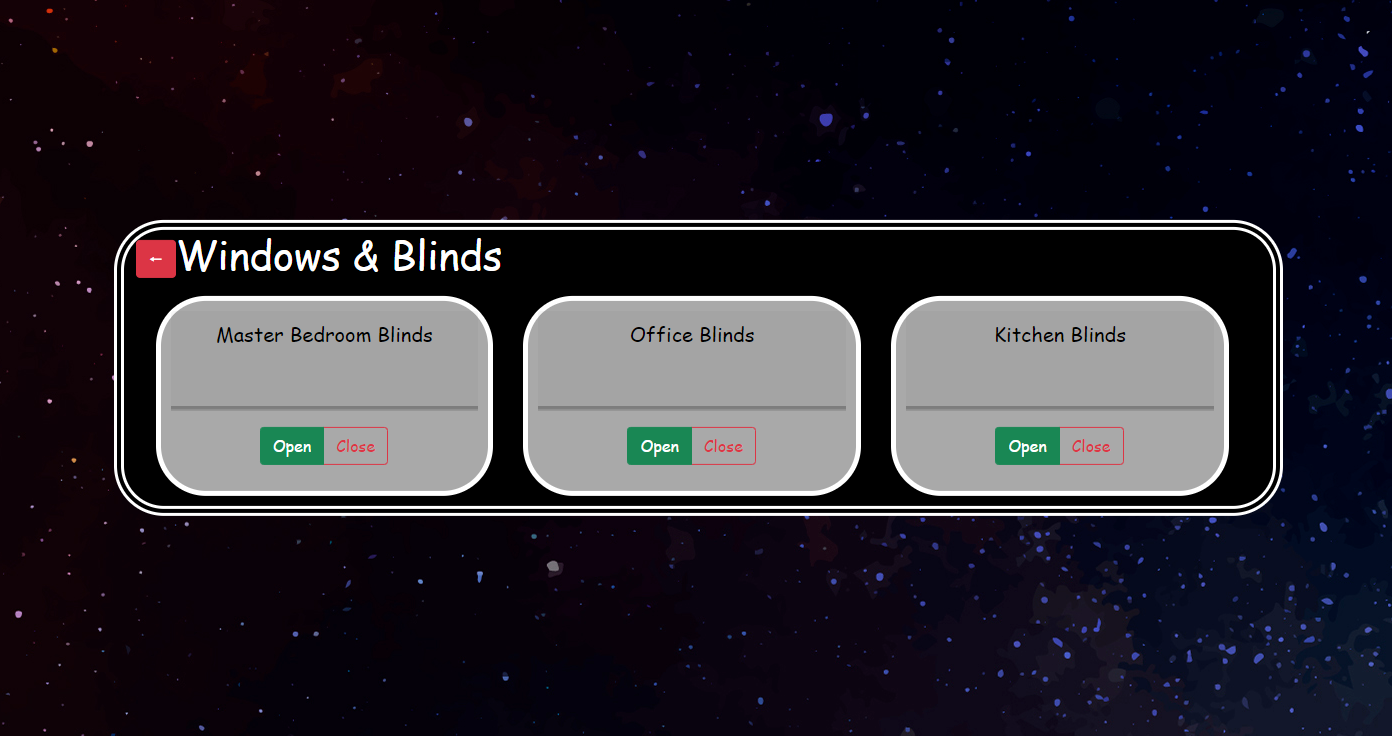 ← Windows & Blinds
Master Bedroom Blinds
Office Blinds
Kitchen Blinds
Open Close
Open Close
Open Close